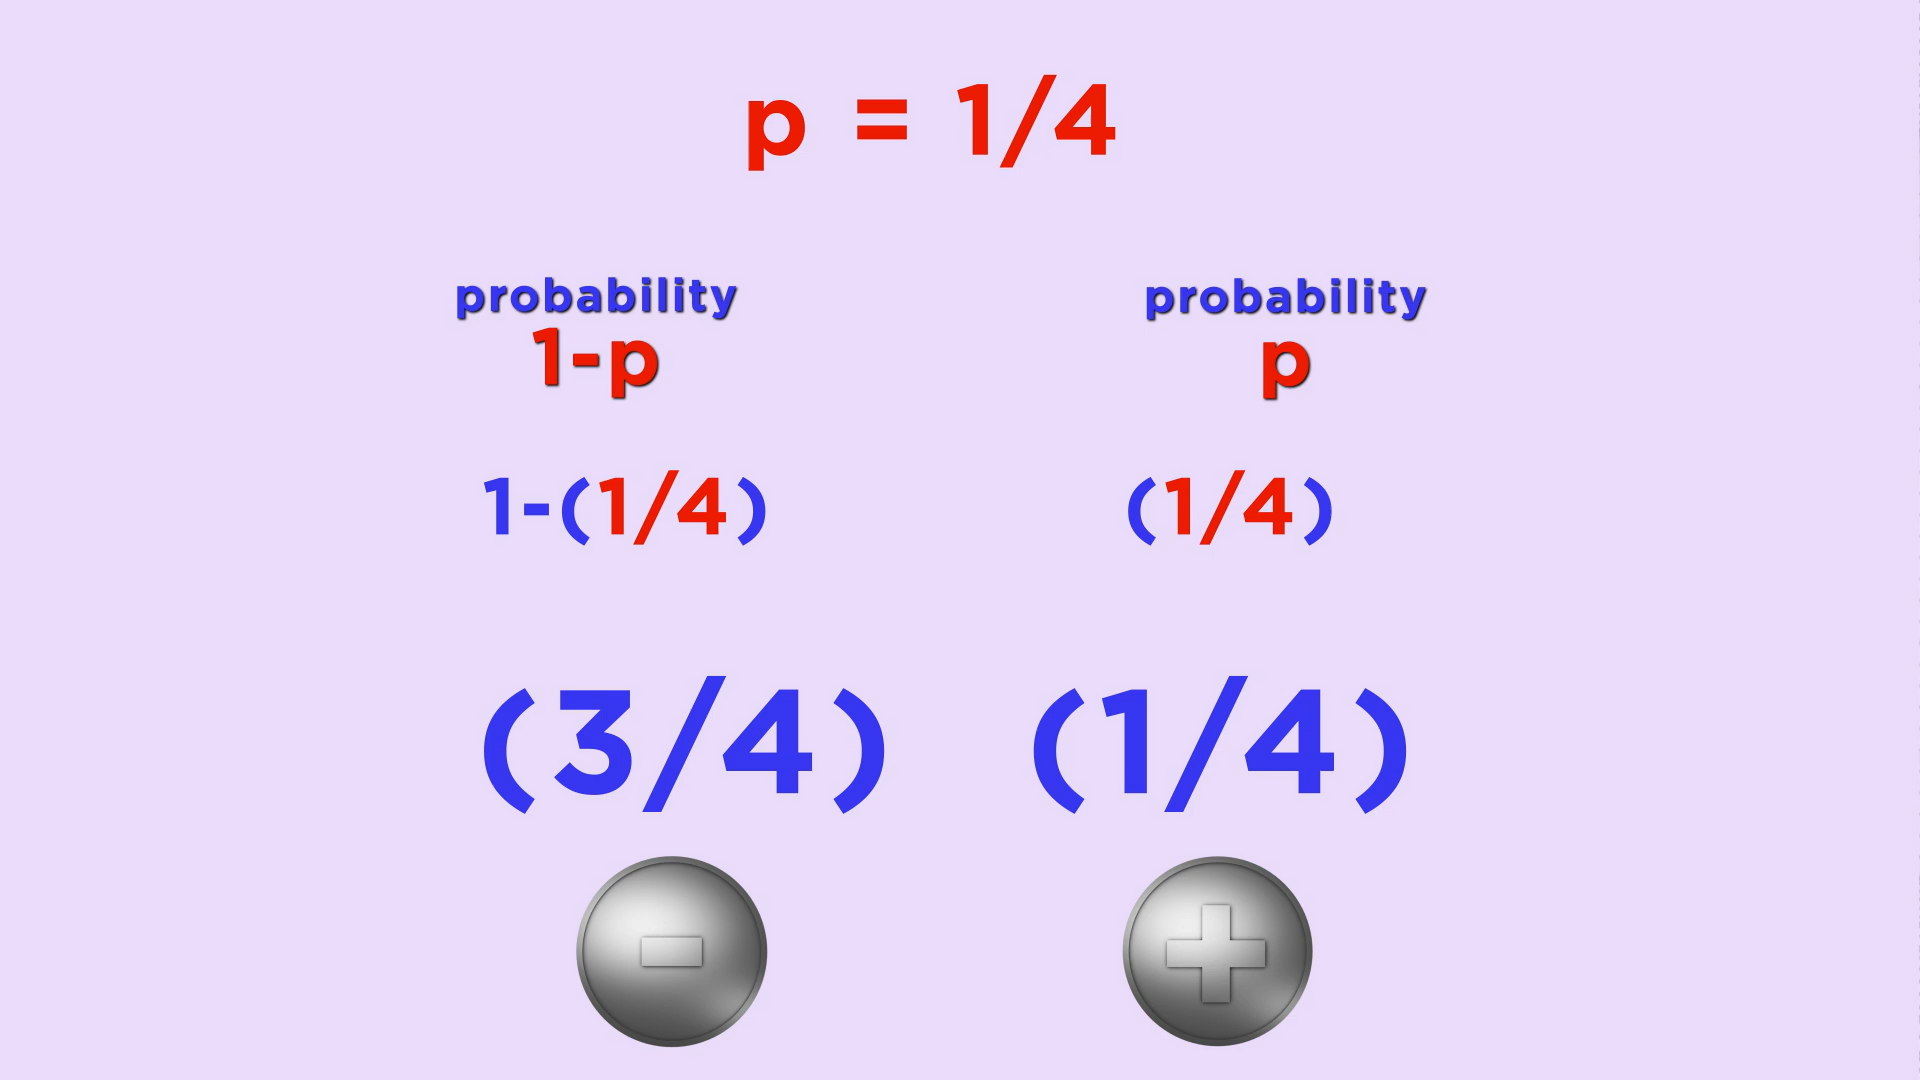 p = 1/4
probability probability
1-p p
1-(1/4) (1/4)
(3/4) (1/4)
- +